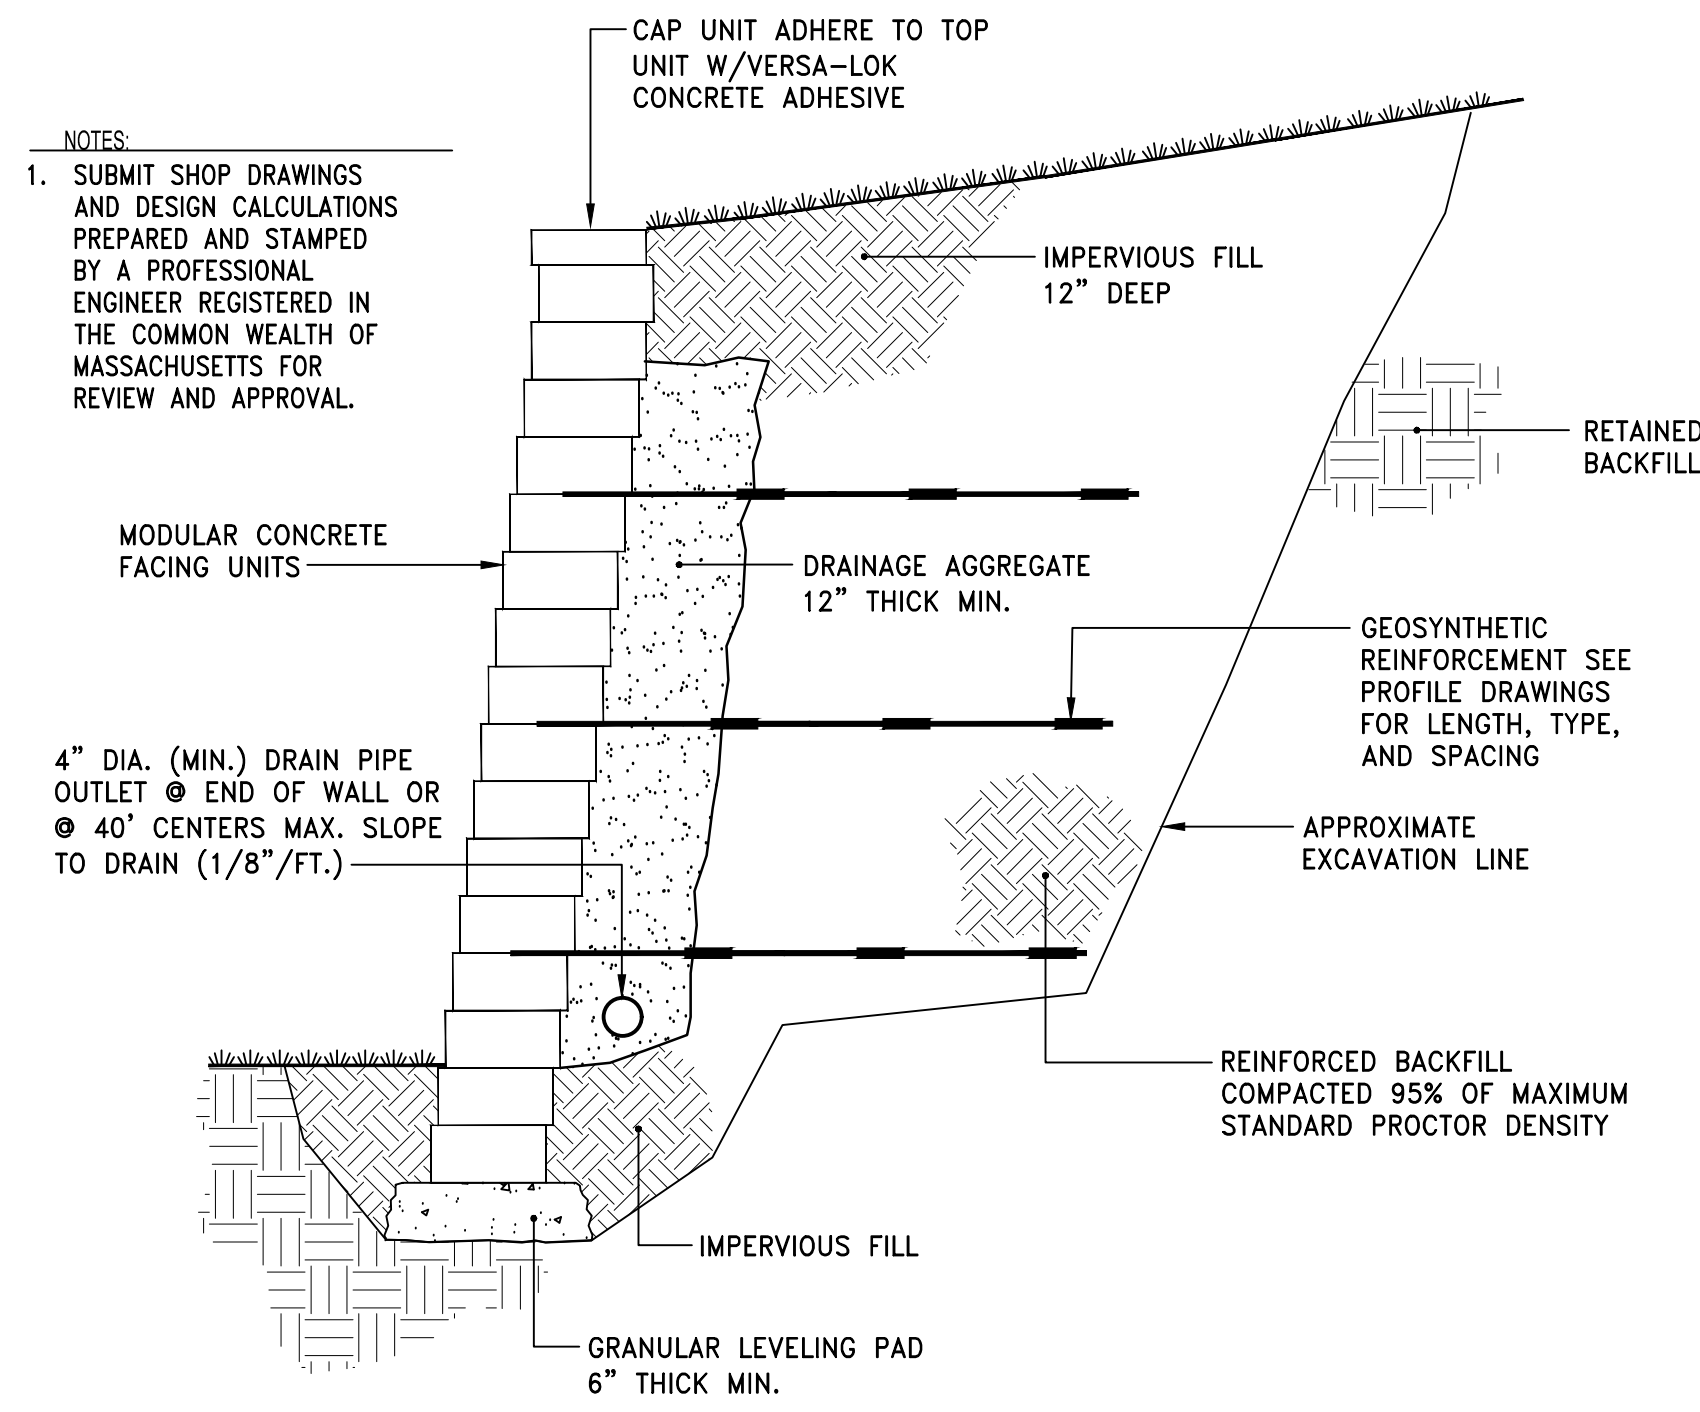 CAP UNIT ADHERE TO TOP
UNIT W/VERSA-LOK
CONCRETE ADHESIVE
NOTES:
1. SUBMIT SHOP DRAWINGS
AND DESIGN CALCULATIONS
PREPARED AND STAMPED
BY A PROFESSIONAL
ENGINEER REGISTERED IN
THE COMMON WEALTH OF
MASSACHUSETTS FOR
REVIEW AND APPROVAL.
IMPERVIOUS FILL
12" DEEP
RETAINED
BACKFILL
MODULAR CONCRETE
FACING UNITS
DRAINAGE AGGREGATE
12" THICK MIN.
GEOSYNTHETIC
REINFORCEMENT SEE
PROFILE DRAWINGS
FOR LENGTH, TYPE,
AND SPACING
4" DIA. (MIN.) DRAIN PIPE
OUTLET @ END OF WALL OR
@ 40' CENTERS MAX. SLOPE
TO DRAIN (1/8"/FT.)
APPROXIMATE
EXCAVATION LINE
REINFORCED BACKFILL
COMPACTED 95% OF MAXIMUM
STANDARD PROCTOR DENSITY
IMPERVIOUS FILL
GRANULAR LEVELING PAD
6" THICK MIN.